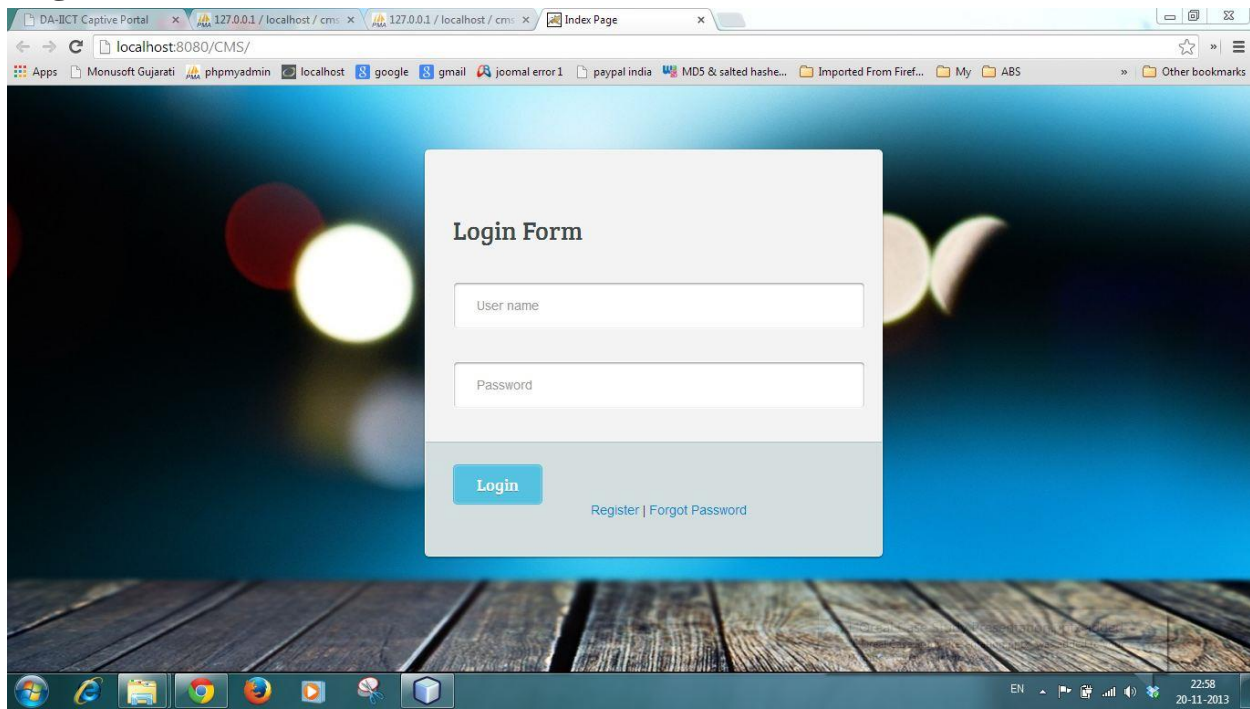 DA-IICT Captive Portal 127.0.0.1 / localhost / cms 127.0.0.1 / localhost / cms Index Page
localhost:8080/CMS/
Apps Monusoft Gujarati phpmyadmin localhost google gmail joomal error1 paypal india MD5 & salted hashe... Imported From Firef... My ABS » Other bookmarks
Login Form
User name
Password
Login
Register | Forgot Password
EN 22:58
20-11-2013